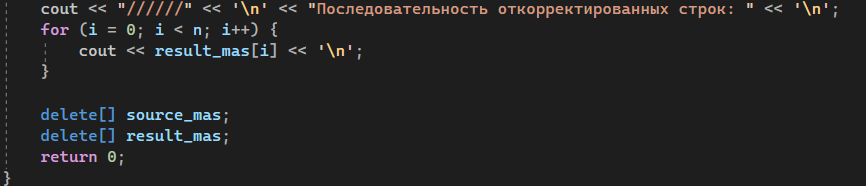 cout << "//////" << '\n' << "Последовательность откорректированных строк: " << '\n';
for (i = 0; i < n; i++) {
cout << result_mas[i] << '\n';
}
delete[] source_mas;
delete[] result_mas;
return 0;
}